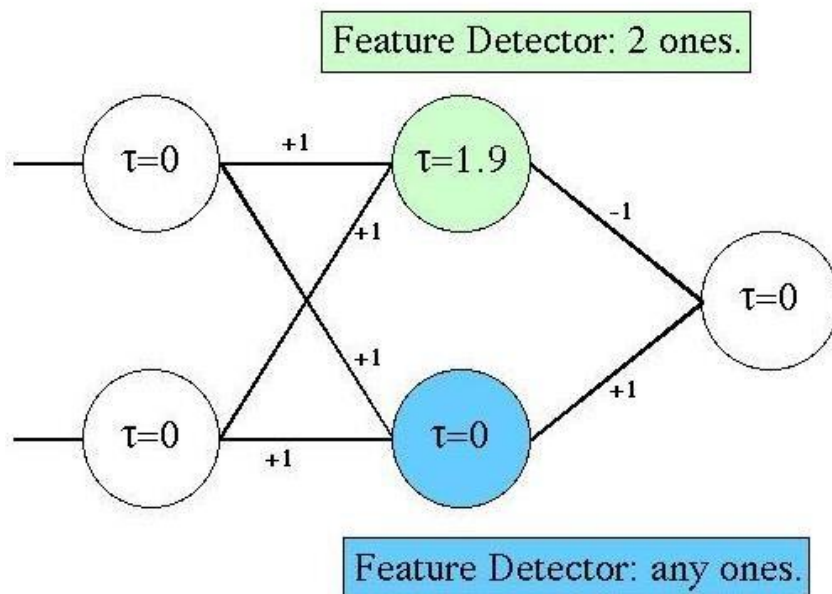 Feature Detector: 2 ones.
τ=0
+1
τ=1.9
+1
-1
τ=0
+1
+1
τ=0
+1
τ=0
Feature Detector: any ones.